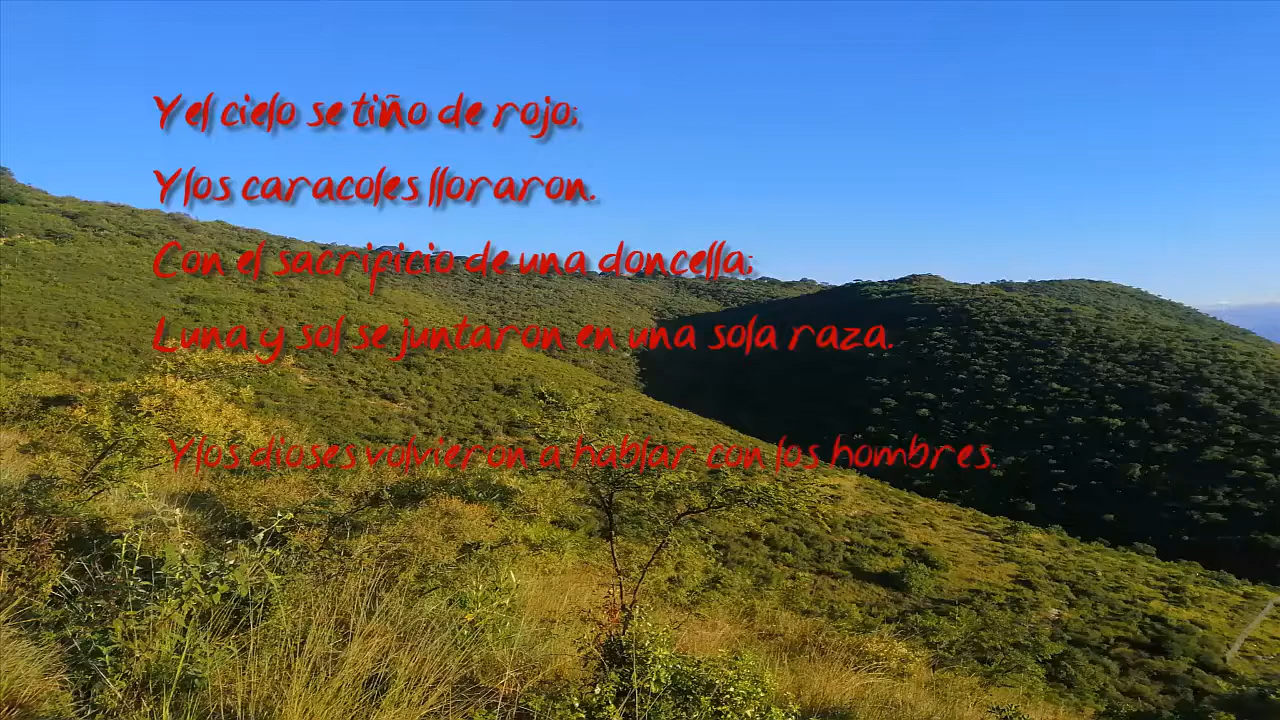 Y el cielo se tiño de rojo;
Y los caracoles lloraron.
Con el sacrificio de una doncella;
Luna y sol se juntaron en una sola raza.
Y los dioses volvieron a hablar con los hombres.